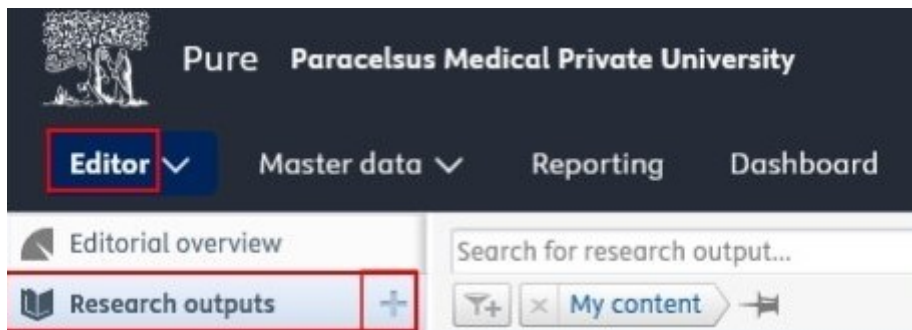 Pure Paracelsus Medical Private University
Editor Master data Reporting Dashboard
Editorial overview
Search for research output...
Research outputs
My content